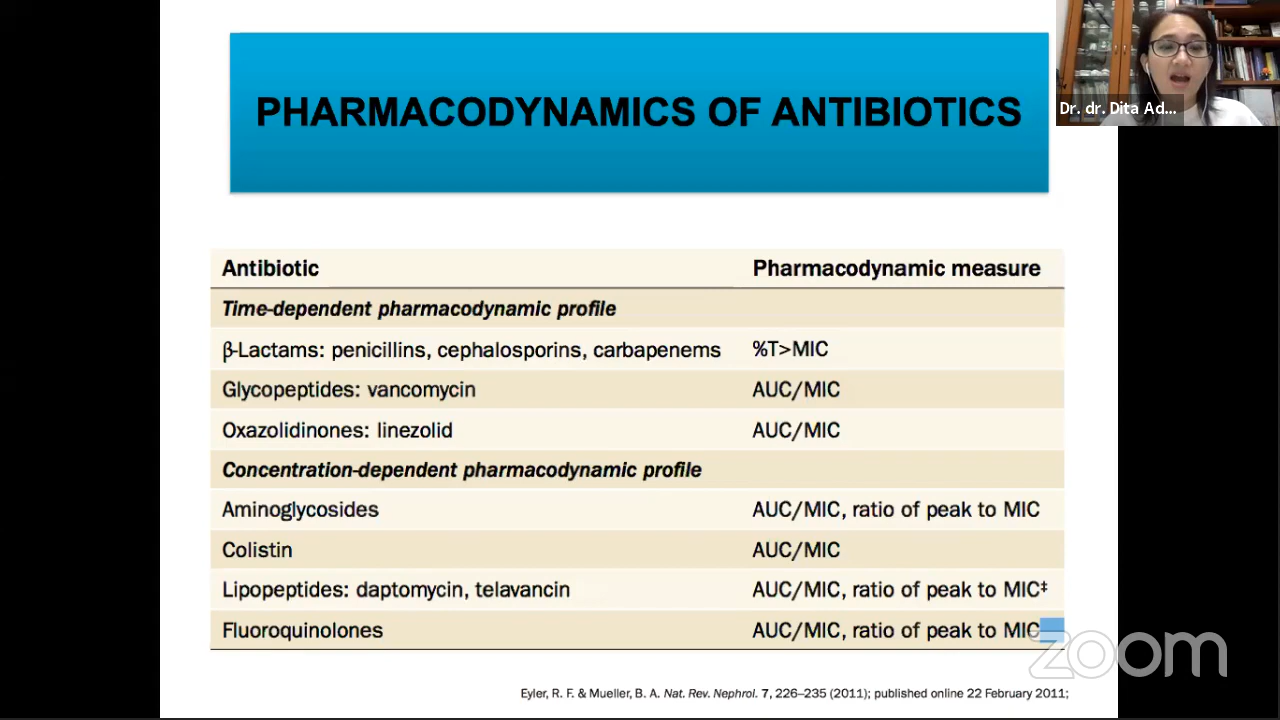 PHARMACODYNAMICS OF ANTIBIOTICS
Dr. dr. Dita Ad...
Antibiotic Pharmacodynamic measure
Time-dependent pharmacodynamic profile
β-Lactams: penicillins, cephalosporins, carbapenems %T>MIC
Glycopeptides: vancomycin AUC/MIC
Oxazolidinones: linezolid AUC/MIC
Concentration-dependent pharmacodynamic profile
Aminoglycosides AUC/MIC, ratio of peak to MIC
Colistin AUC/MIC
Lipopeptides: daptomycin, telavancin AUC/MIC, ratio of peak to MIC‡
Fluoroquinolones AUC/MIC, ratio of peak to MIC
zoom
Eyler, R. F. & Mueller, B. A. Nat. Rev. Nephrol. 7, 226–235 (2011); published online 22 February 2011;